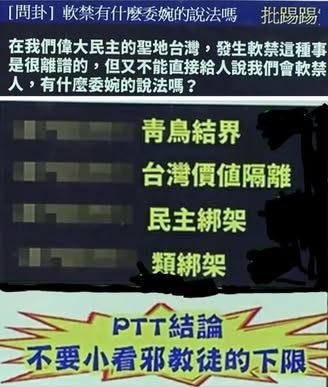 [問卦] 軟禁有什麼委婉的說法嗎 批踢踢
在我們偉大民主的聖地台灣，發生軟禁這種事
是很離譜的，但又不能直接給人說我們會軟禁
人，有什麼委婉的說法嗎？
青鳥結界
台灣價值隔離
民主綁架
類綁架
PTT結論
不要小看邪教徒的下限